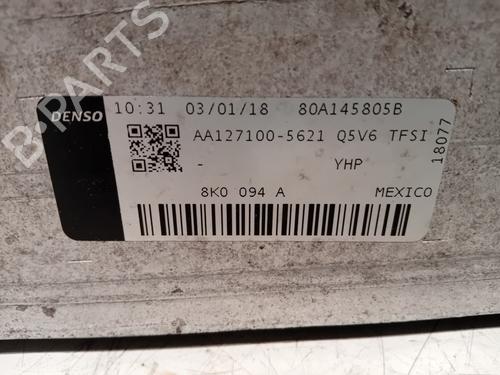 B-PARTS
DENSO
10:31 03/01/18 80A145805B
AA127100-5621 Q5V6 TFSI
- YHP
18077
8K0 094 A MEXICO